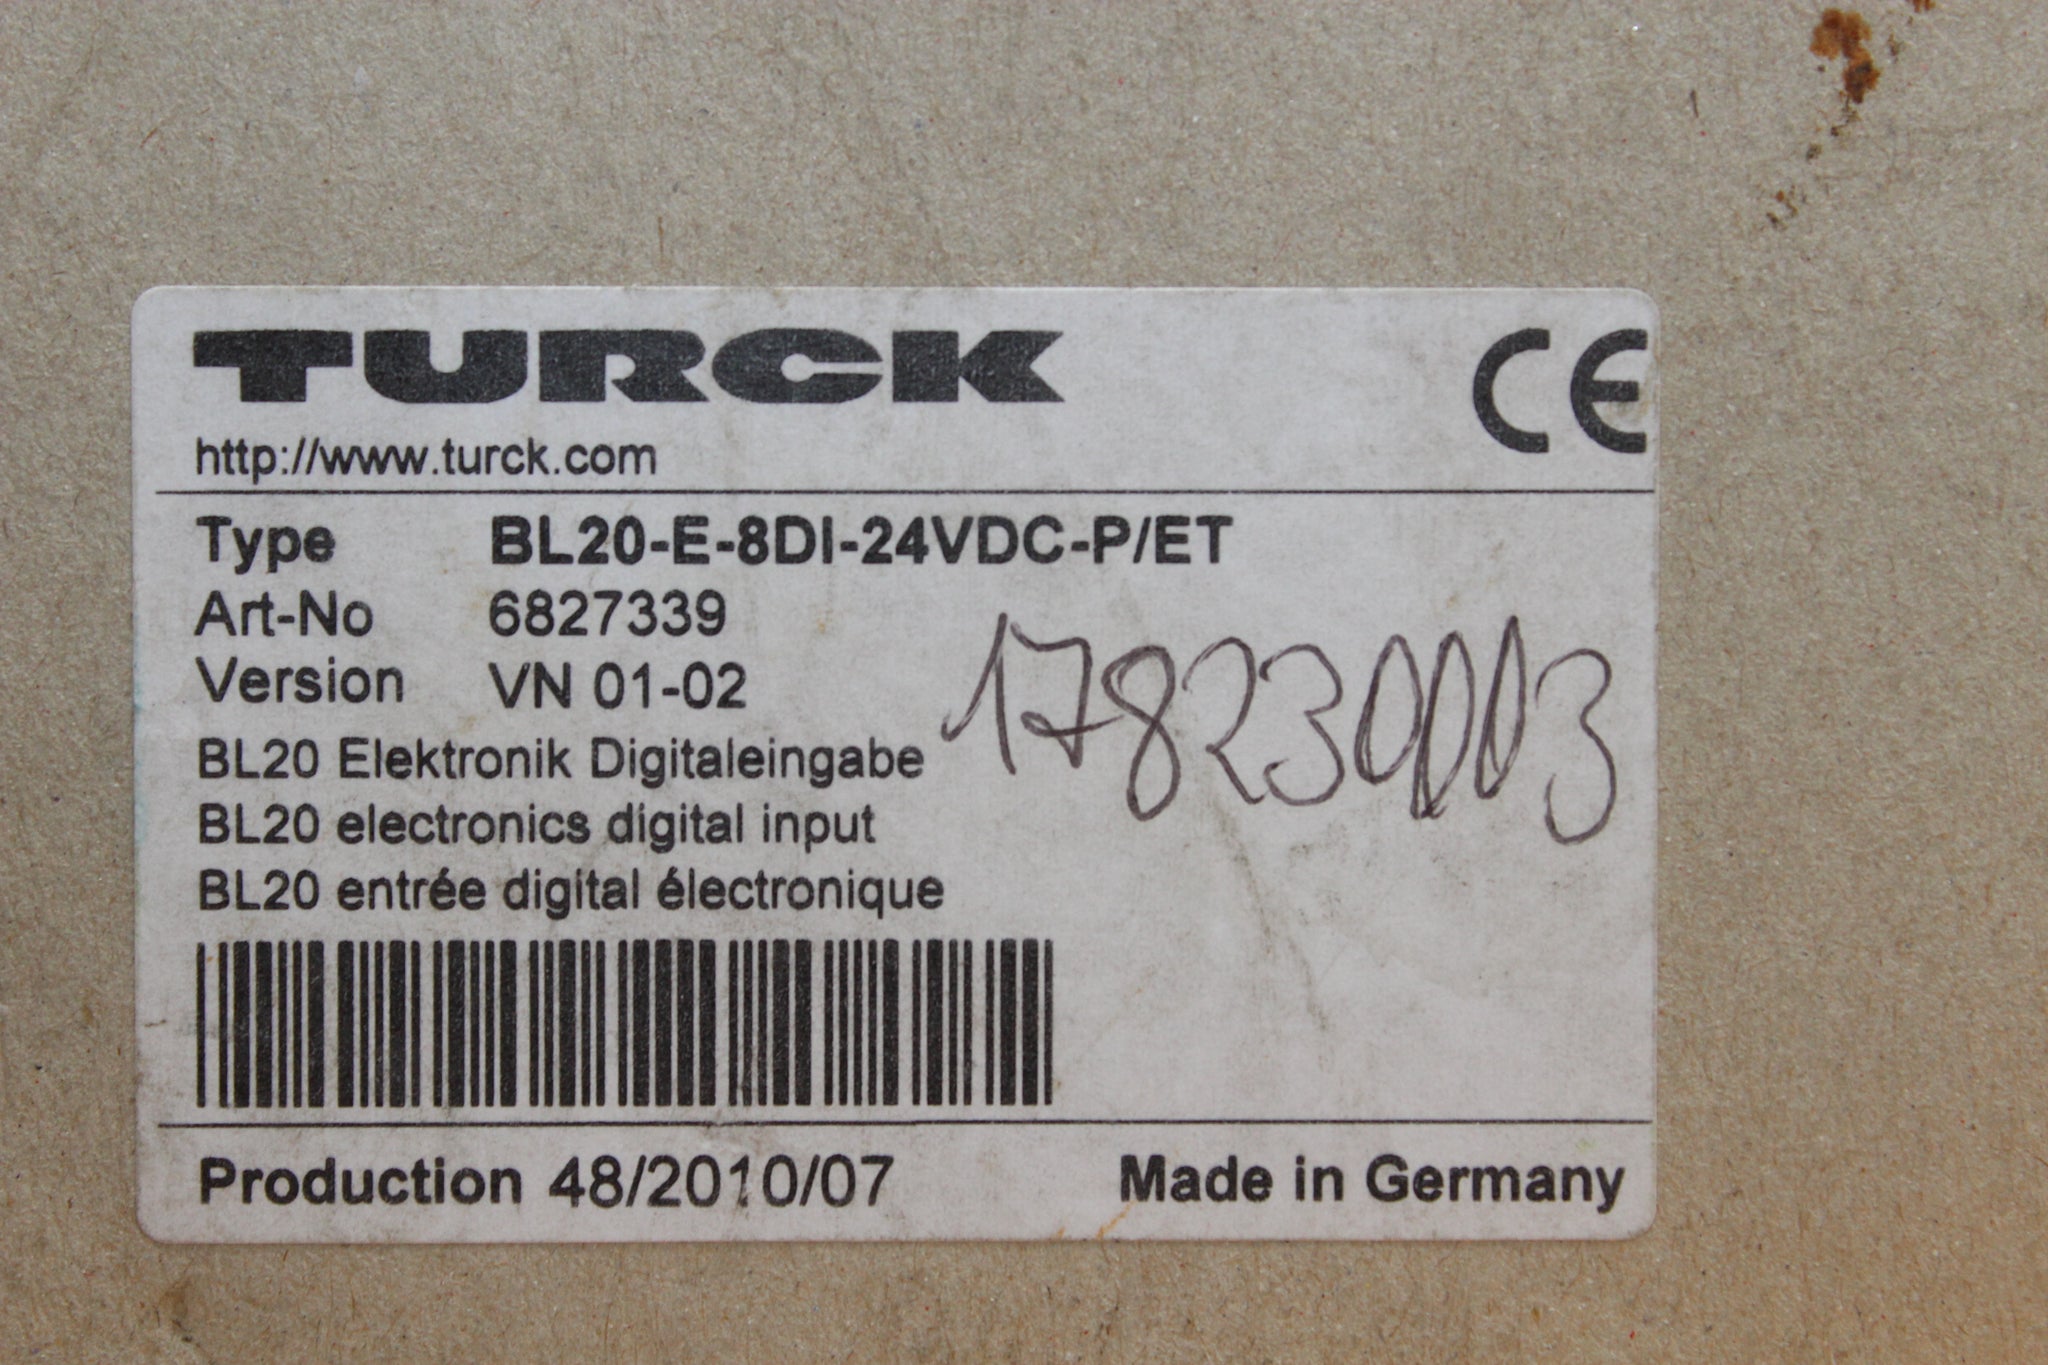 TURCK
CE
http://www.turck.com
Type BL20-E-8DI-24VDC-P/ET
Art-No 6827339
Version VN 01-02
178230003
BL20 Elektronik Digitaleingabe
BL20 electronics digital input
BL20 entrée digital électronique
Production 48/2010/07 Made in Germany